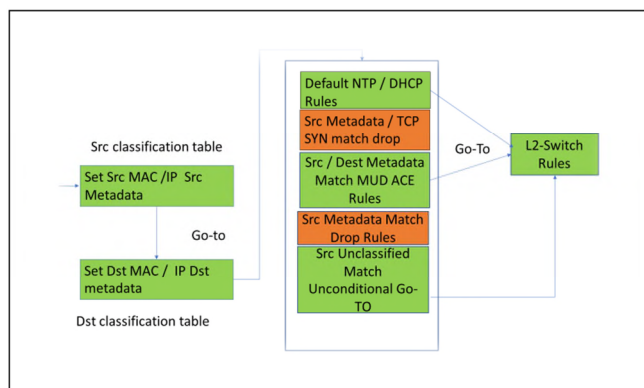 Src classification table
Set Src MAC /IP Src
Metadata
Go-to
Set Dst MAC / IP Dst
metadata
Dst classification table
Default NTP / DHCP
Rules
Src Metadata / TCP
SYN match drop
Src / Dest Metadata
Match MUD ACE
Rules
Src Metadata Match
Drop Rules
Src Unclassified
Match
Unconditional Go-
TO
Go-To
L2-Switch
Rules